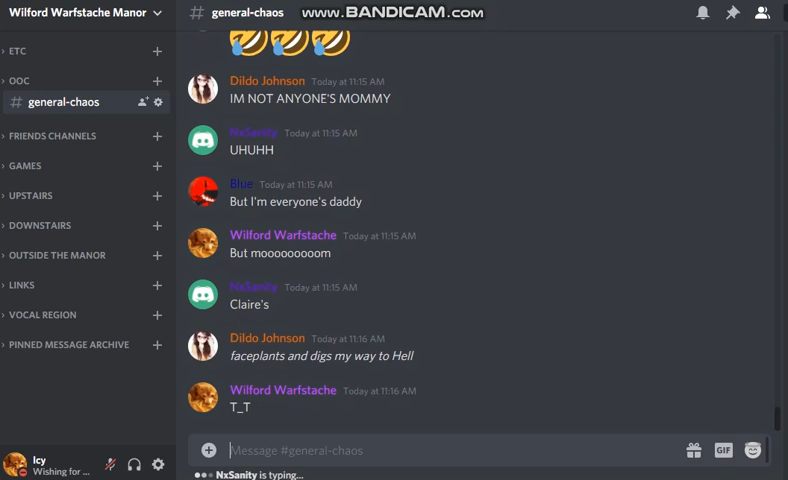 Wilford Warfstache Manor
# general-chaos
WWW.BANDICAM.COM
ETC
OOC
# general-chaos
FRIENDS CHANNELS
GAMES
UPSTAIRS
DOWNSTAIRS
OUTSIDE THE MANOR
LINKS
VOCAL REGION
PINNED MESSAGE ARCHIVE
Icy
Wishing for ...
Dildo Johnson Today at 11:15 AM
IM NOT ANYONE'S MOMMY
NxSanity Today at 11:15 AM
UHUHH
Blue Today at 11:15 AM
But I'm everyone's daddy
Wilford Warfstache Today at 11:15 AM
But mooooooooom
NxSanity Today at 11:15 AM
Claire's
Dildo Johnson Today at 11:16 AM
faceplants and digs my way to Hell
Wilford Warfstache Today at 11:16 AM
T_T
Message #general-chaos
GIF
NxSanity is typing...